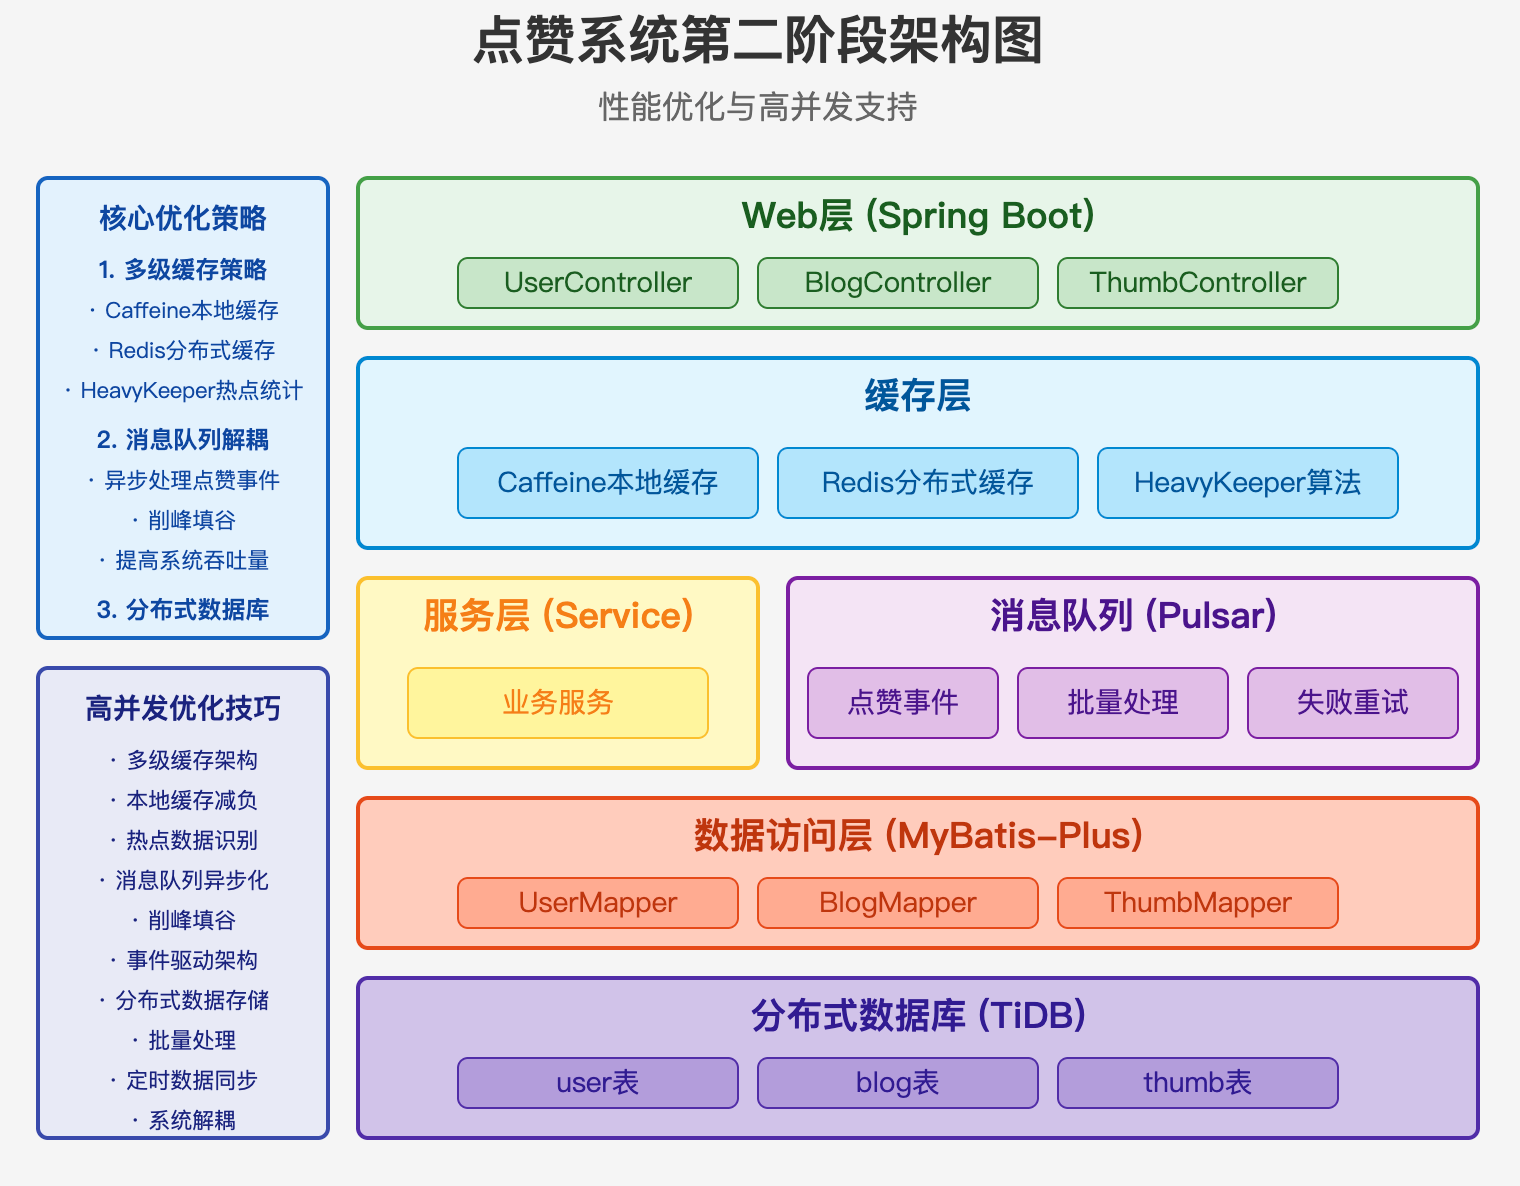 点赞系统第二阶段架构图
性能优化与高并发支持
核心优化策略
1. 多级缓存策略
· Caffeine本地缓存
· Redis分布式缓存
· HeavyKeeper热点统计
2. 消息队列解耦
· 异步处理点赞事件
· 削峰填谷
· 提高系统吞吐量
3. 分布式数据库
高并发优化技巧
· 多级缓存架构
· 本地缓存减负
· 热点数据识别
· 消息队列异步化
· 削峰填谷
· 事件驱动架构
· 分布式数据存储
· 批量处理
· 定时数据同步
· 系统解耦
Web层 (Spring Boot)
UserController
BlogController
ThumbController
缓存层
Caffeine本地缓存
Redis分布式缓存
HeavyKeeper算法
服务层 (Service)
业务服务
消息队列 (Pulsar)
点赞事件
批量处理
失败重试
数据访问层 (MyBatis-Plus)
UserMapper
BlogMapper
ThumbMapper
分布式数据库 (TiDB)
user表
blog表
thumb表